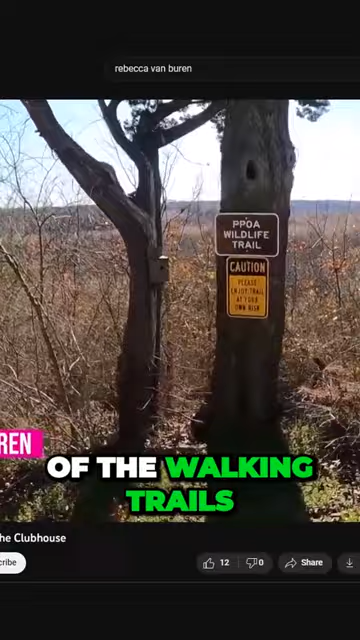 rebecca van buren
PPOA
WILDLIFE
TRAIL
CAUTION
PLEASE
ENJOY TRAIL
AT YOUR
OWN RISK
REN
OF THE WALKING
TRAILS
he Clubhouse
cribe
12
0
Share